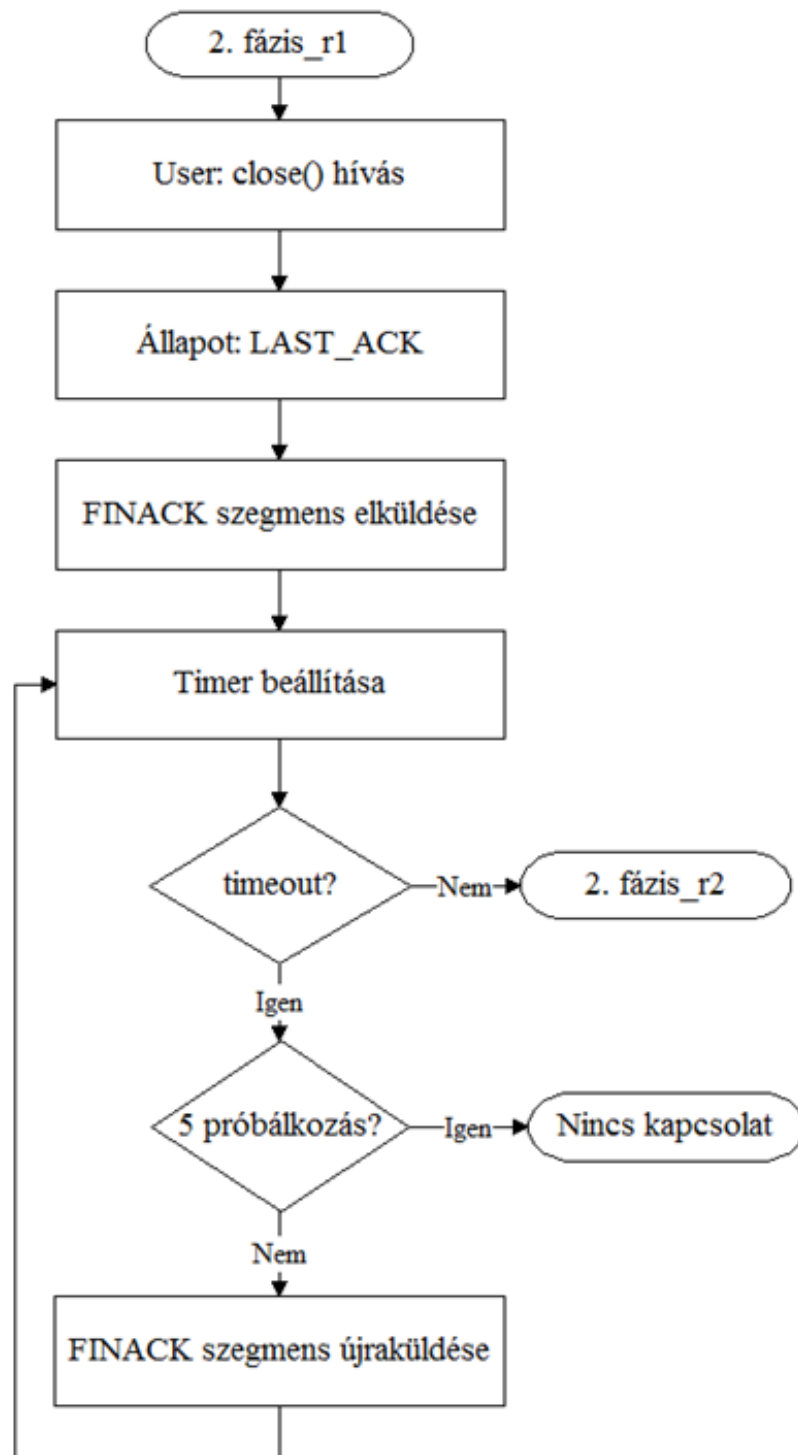 2. fázis_r1
User: close() hívás
Állapot: LAST_ACK
FINACK szegmens elküldése
Timer beállítása
timeout?
Nem
2. fázis_r2
Igen
5 próbálkozás?
Igen
Nincs kapcsolat
Nem
FINACK szegmens újraküldése